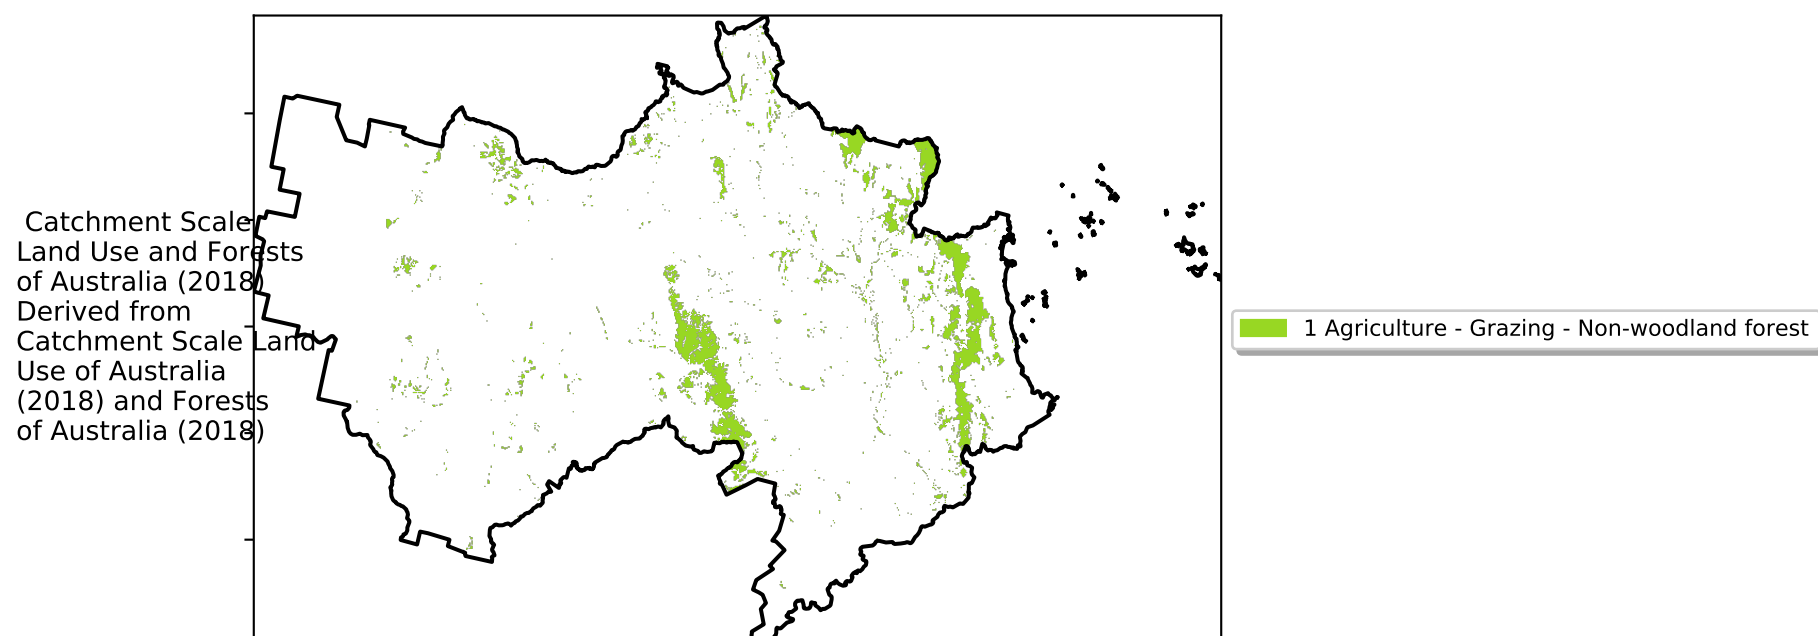 Catchment Scale
Land Use and Forests
of Australia (2018)
Derived from
Catchment Scale Land
Use of Australia
(2018) and Forests
of Australia (2018)
1 Agriculture - Grazing - Non-woodland forest